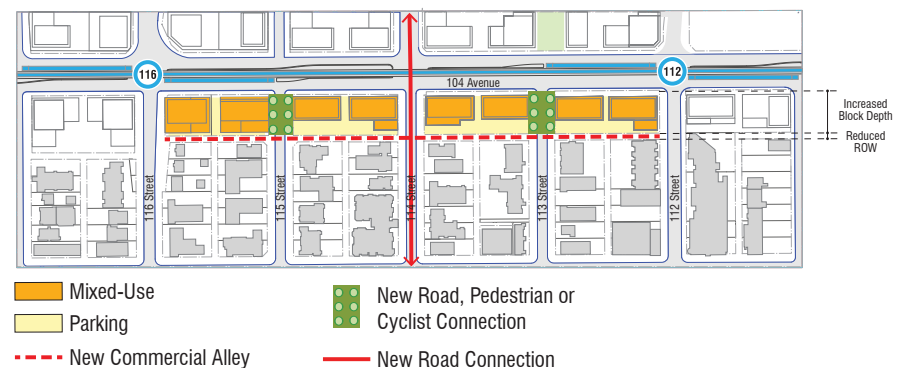 116
112
104 Avenue
Increased
Block Depth
Reduced
ROW
116 Street
115 Street
114 Street
113 Street
112 Street
Mixed-Use
Parking
New Commercial Alley
New Road, Pedestrian or
Cyclist Connection
New Road Connection